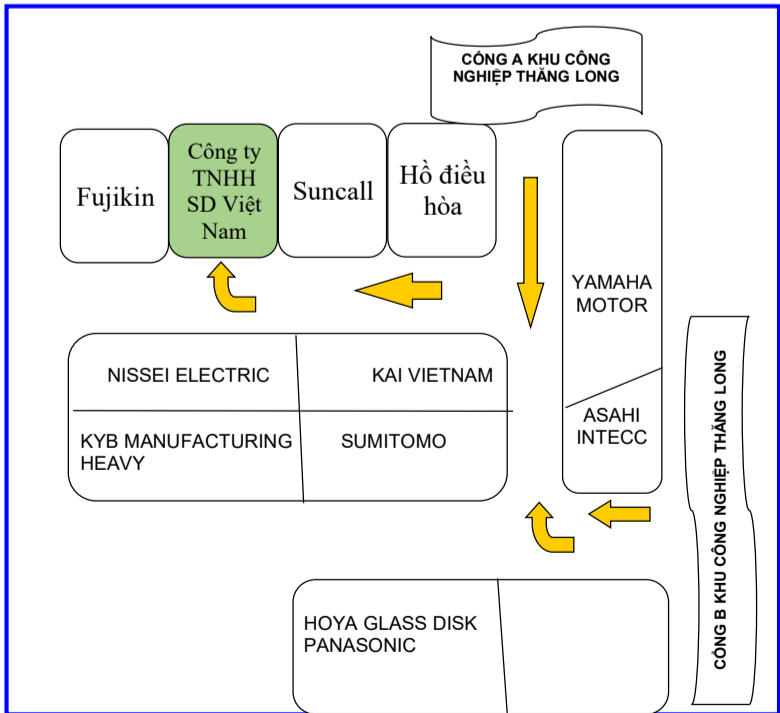 CỔNG A KHU CÔNG
NGHIỆP THĂNG LONG
Fujikin
Công ty
TNHH
SD Việt
Nam
Suncall
Hồ điều
hòa
YAMAHA
MOTOR
NISSEI ELECTRIC
KAI VIETNAM
KYB MANUFACTURING
HEAVY
SUMITOMO
ASAHI
INTECC
CỔNG B KHU CÔNG NGHIỆP THĂNG LONG
HOYA GLASS DISK
PANASONIC